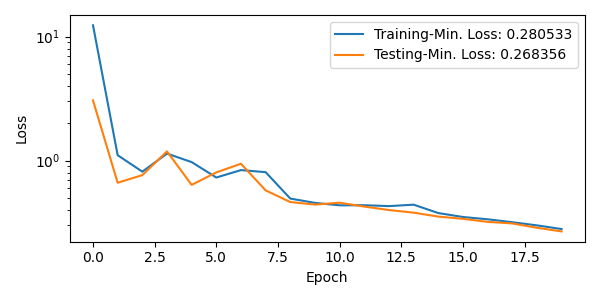 10¹
10⁰
Loss
Training-Min. Loss: 0.280533
Testing-Min. Loss: 0.268356
0.0 2.5 5.0 7.5 10.0 12.5 15.0 17.5
Epoch